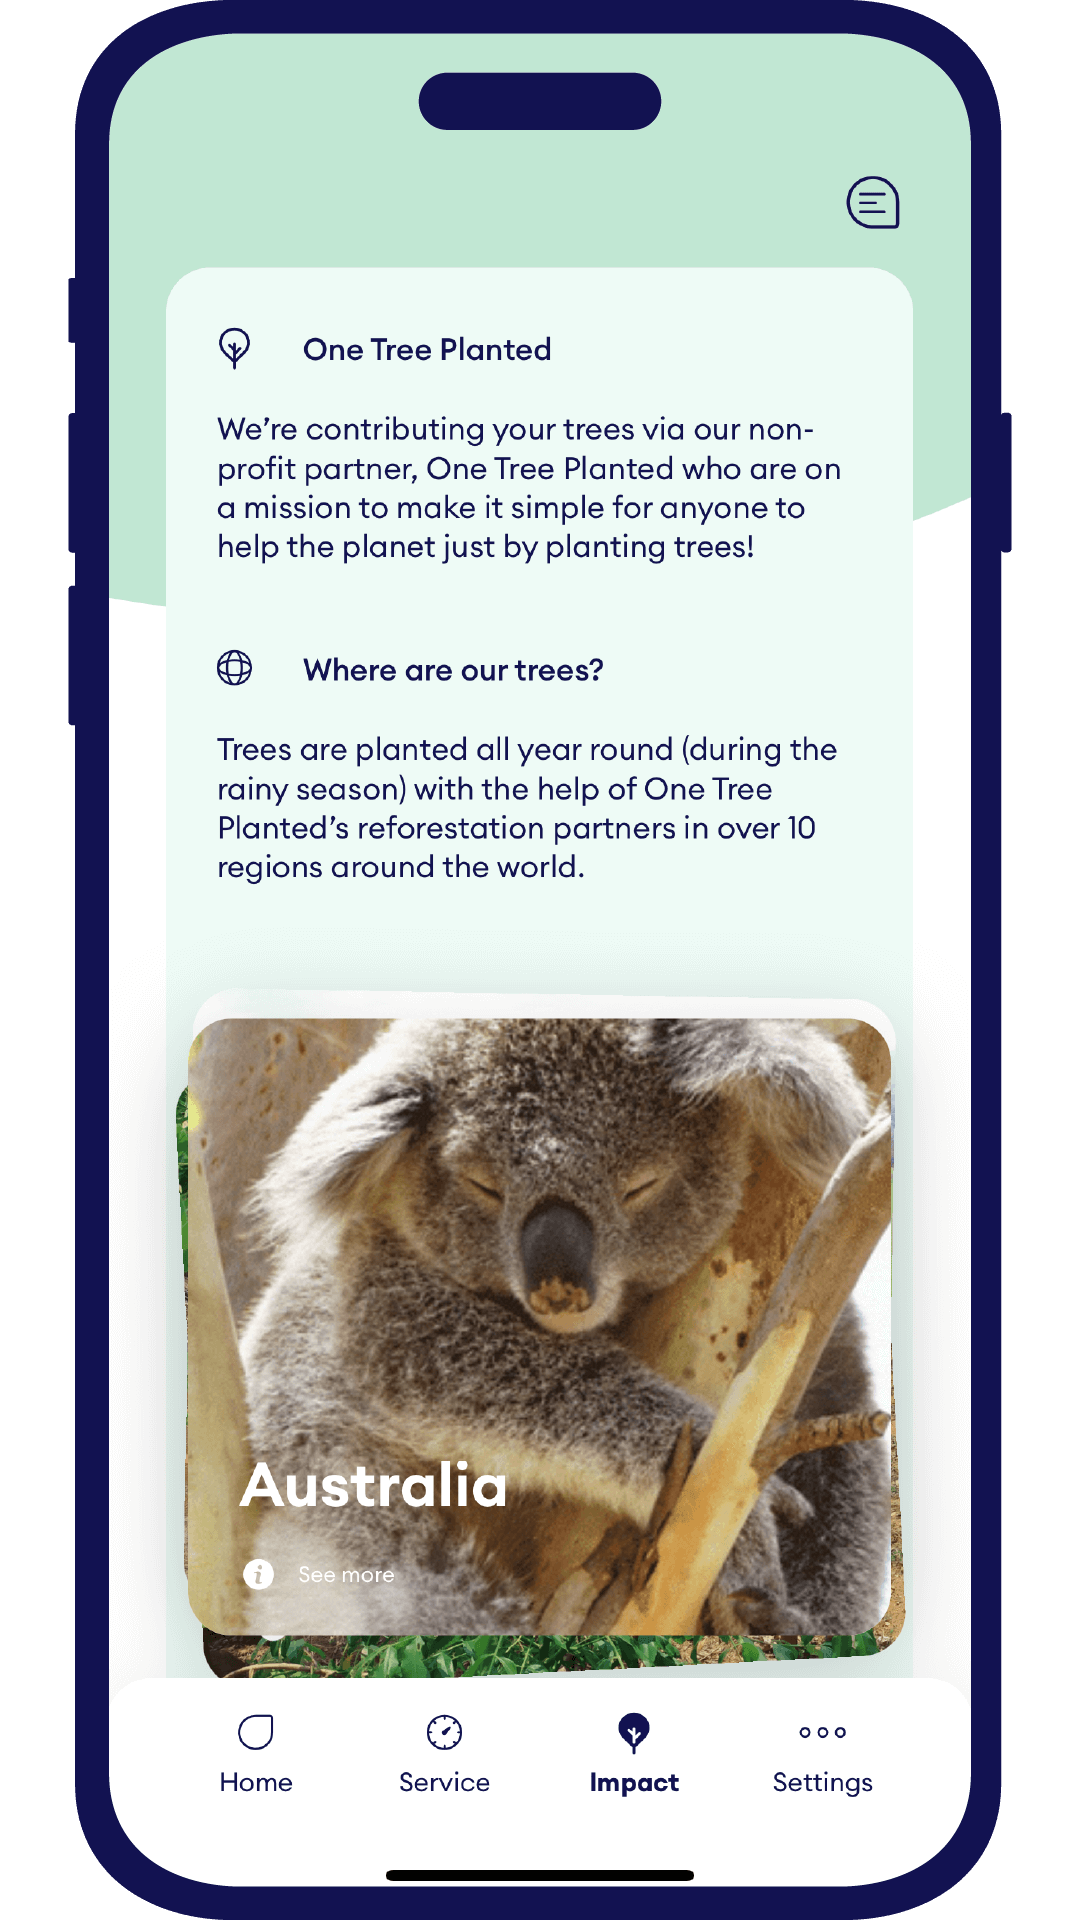 One Tree Planted
We’re contributing your trees via our non-
profit partner, One Tree Planted who are on
a mission to make it simple for anyone to
help the planet just by planting trees!
Where are our trees?
Trees are planted all year round (during the
rainy season) with the help of One Tree
Planted’s reforestation partners in over 10
regions around the world.
Australia
See more
Home
Service
Impact
Settings